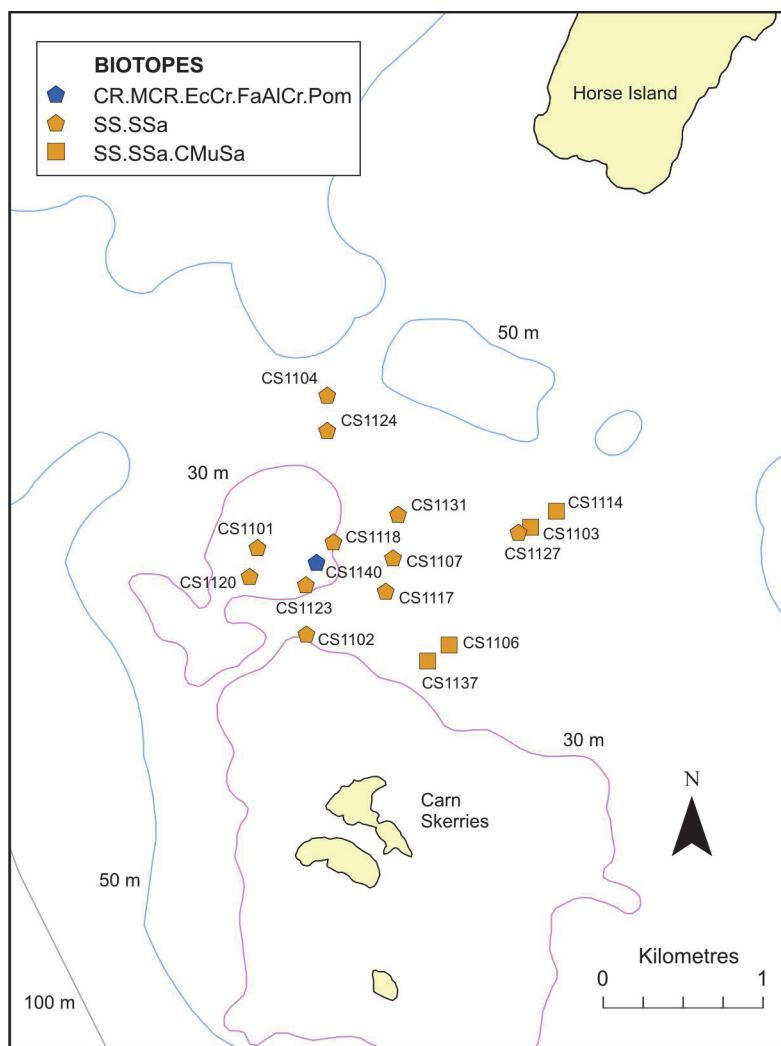 BIOTOPES
CR.MCR.EcCr.FaAlCr.Pom
SS.SSa
SS.SSa.CMuSa
Horse Island
50 m
CS1104
CS1124
30 m
CS1131
CS1114
CS1101
CS1118
CS1103
CS1127
CS1107
CS1140
CS1120
CS1123
CS1117
CS1102
CS1106
CS1137
30 m
Carn
Skerries
N
50 m
Kilometres
0 1
100 m